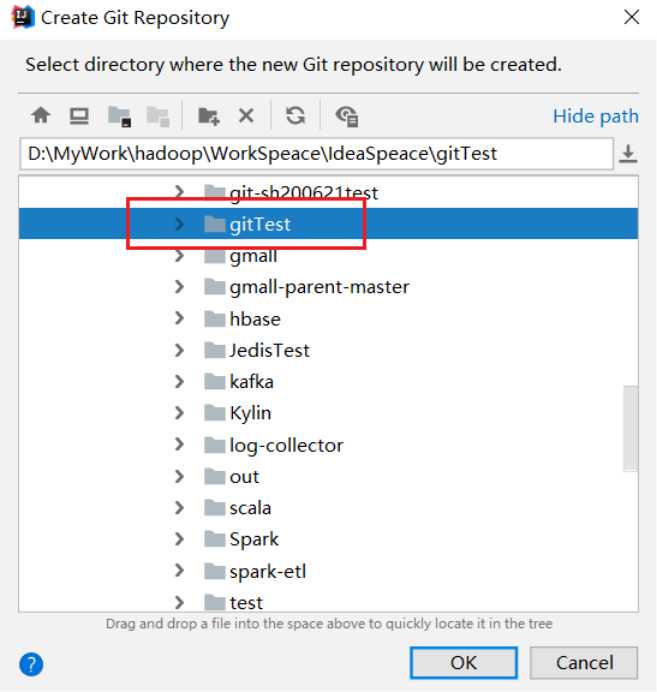 Create Git Repository
Select directory where the new Git repository will be created.
Hide path
D:\MyWork\hadoop\WorkSpeace\IdeaSpeace\gitTest
git-sh200621test
gitTest
gmall
gmall-parent-master
hbase
JedisTest
kafka
Kylin
log-collector
out
scala
Spark
spark-etl
test
Drag and drop a file into the space above to quickly locate it in the tree
? OK Cancel